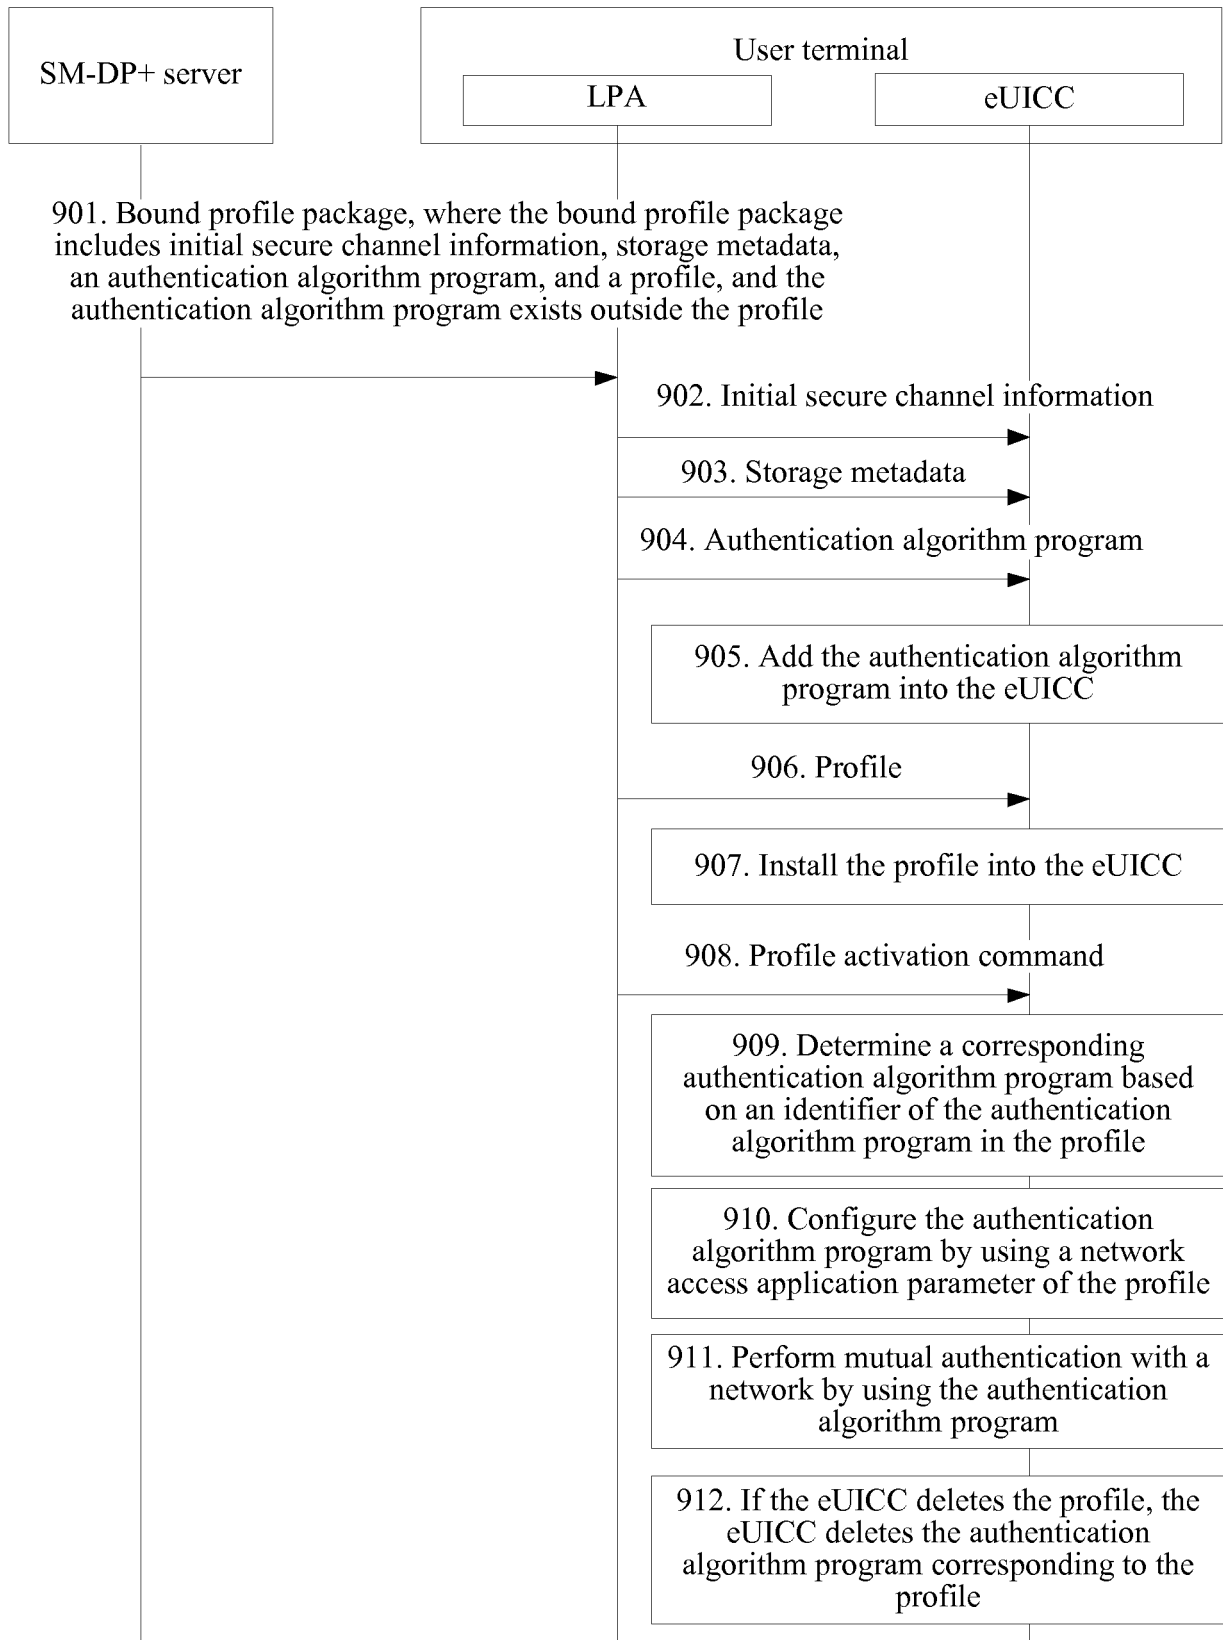 SM-DP+ server
User terminal
LPA
eUICC
901. Bound profile package, where the bound profile package
includes initial secure channel information, storage metadata,
an authentication algorithm program, and a profile, and the
authentication algorithm program exists outside the profile
902. Initial secure channel information
903. Storage metadata
904. Authentication algorithm program
905. Add the authentication algorithm
program into the eUICC
906. Profile
907. Install the profile into the eUICC
908. Profile activation command
909. Determine a corresponding
authentication algorithm program based
on an identifier of the authentication
algorithm program in the profile
910. Configure the authentication
algorithm program by using a network
access application parameter of the profile
911. Perform mutual authentication with a
network by using the authentication
algorithm program
912. If the eUICC deletes the profile, the
eUICC deletes the authentication
algorithm program corresponding to the
profile